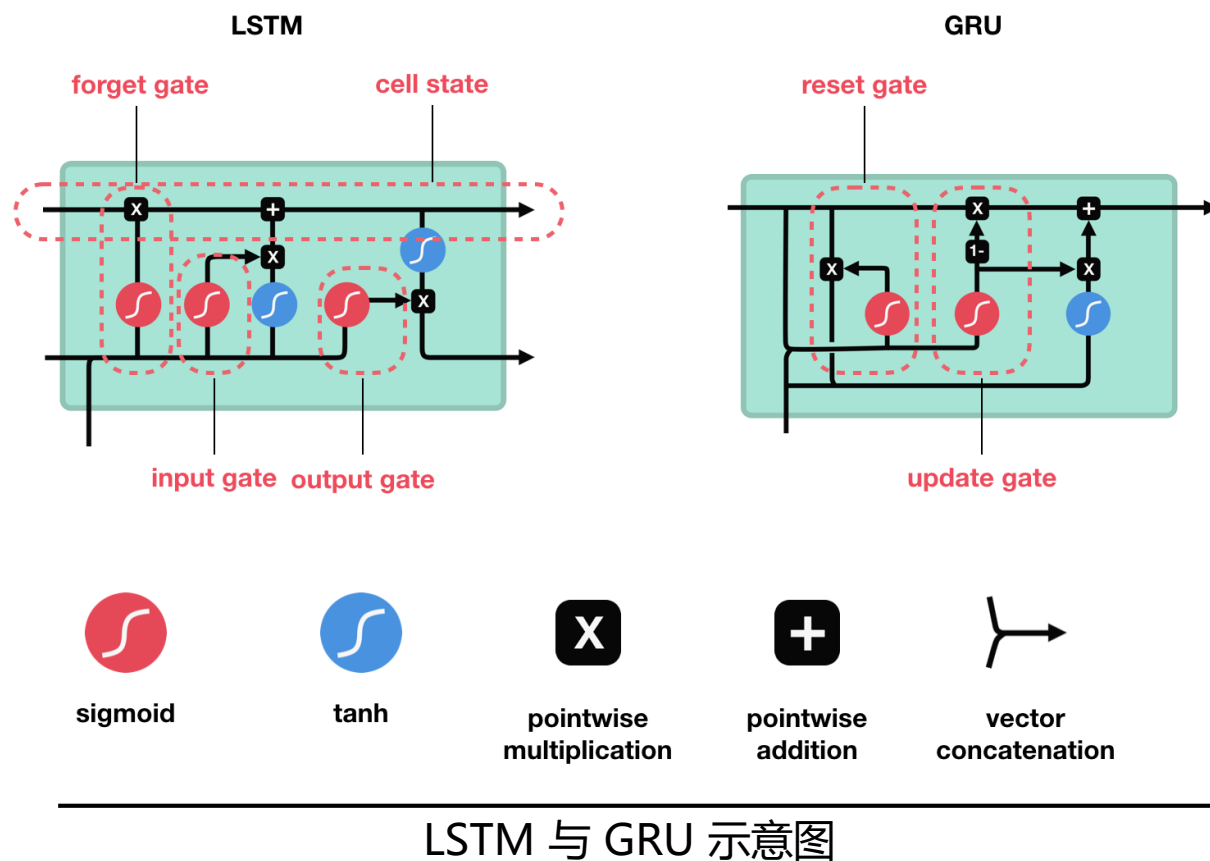 LSTM
GRU
forget gate
cell state
reset gate
X
+
X
X
+
X
1-
X
X
input gate
output gate
update gate
X
+
sigmoid
tanh
pointwise
multiplication
pointwise
addition
vector
concatenation
LSTM 与 GRU 示意图